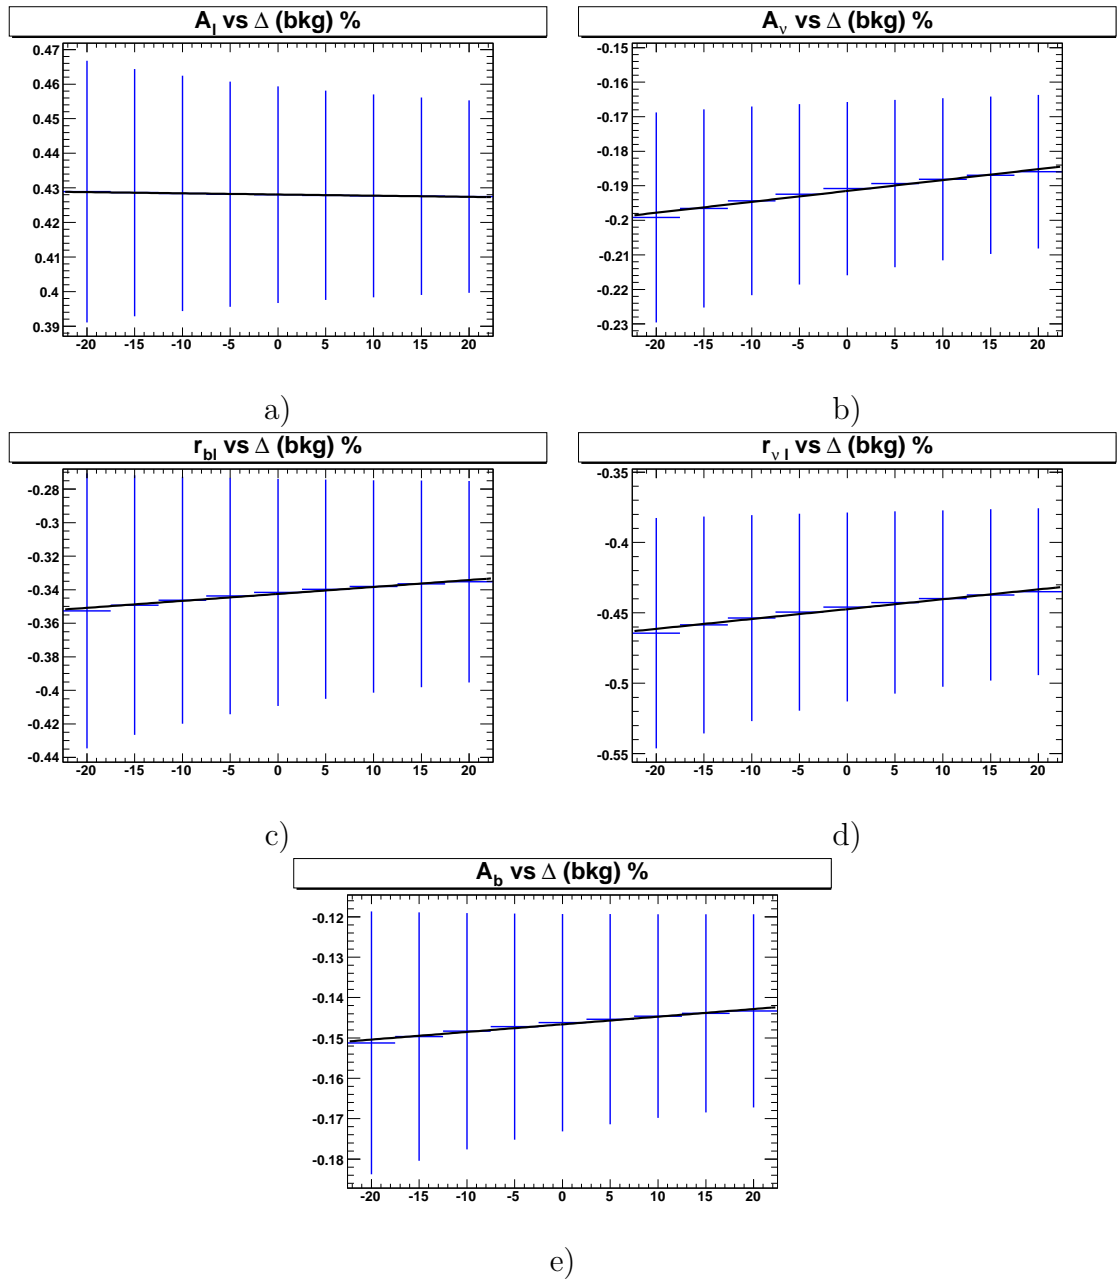 A_l vs Δ (bkg) %
0.47
0.46
0.45
0.44
0.43
0.42
0.41
0.4
0.39
-20 -15 -10 -5 0 5 10 15 20
a)
A_ν vs Δ (bkg) %
-0.15
-0.16
-0.17
-0.18
-0.19
-0.2
-0.21
-0.22
-0.23
-20 -15 -10 -5 0 5 10 15 20
b)
r_bl vs Δ (bkg) %
-0.28
-0.3
-0.32
-0.34
-0.36
-0.38
-0.4
-0.42
-0.44
-20 -15 -10 -5 0 5 10 15 20
c)
r_ν l vs Δ (bkg) %
-0.35
-0.4
-0.45
-0.5
-0.55
-20 -15 -10 -5 0 5 10 15 20
d)
A_b vs Δ (bkg) %
-0.12
-0.13
-0.14
-0.15
-0.16
-0.17
-0.18
-20 -15 -10 -5 0 5 10 15 20
e)